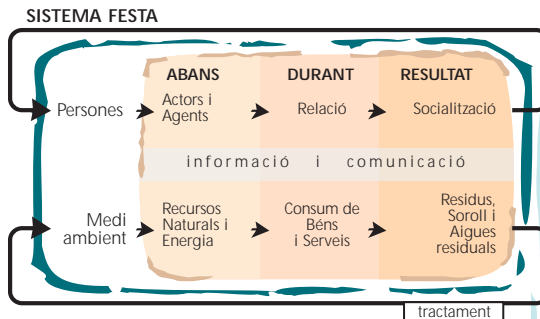 SISTEMA FESTA
ABANS DURANT RESULTAT
Persones
Actors i
Agents
Relació
Socialització
informació i comunicació
Medi
ambient
Recursos
Naturals i
Energia
Consum de
Béns
i Serveis
Residus,
Soroll i
Aigues
residuals
tractament